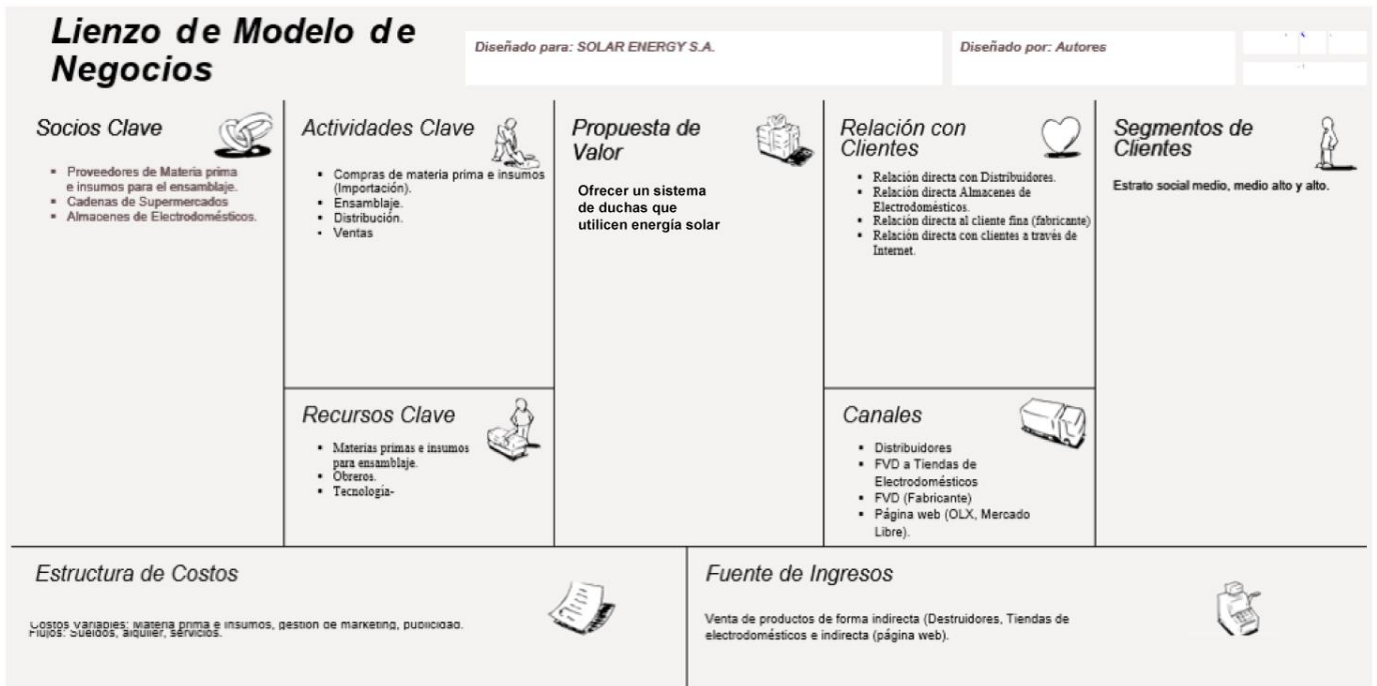 Lienzo de Modelo de
Negocios
Diseñado para: SOLAR ENERGY S.A.
Diseñado por: Autores
Socios Clave
▪ Proveedores de Materia prima
e insumos para el ensamblaje.
▪ Cadenas de Supermercados
▪ Almacenes de Electrodomésticos.
Actividades Clave
▪ Compras de materia prima e insumos
(Importación).
▪ Ensamblaje.
▪ Distribución.
• Ventas
Recursos Clave
▪ Materias primas e insumos
para ensamblaje.
▪ Obreros.
▪ Tecnología-
Propuesta de
Valor
Ofrecer un sistema
de duchas que
utilicen energía solar
Relación con
Clientes
▪ Relación directa con Distribuidores.
▪ Relación directa Almacenes de
Electrodomésticos.
▪ Relación directa al cliente fina (fabricante)
▪ Relación directa con clientes a través de
Internet.
Canales
▪ Distribuidores
▪ FVD a Tiendas de
Electrodomésticos
▪ FVD (Fabricante)
▪ Página web (OLX, Mercado
Libre).
Segmentos de
Clientes
Estrato social medio, medio alto y alto.
Estructura de Costos
Costos Variables: Materia prima e insumos, gestión de marketing, publicidad.
Flujos: Sueldos, alquiler, servicios.
Fuente de Ingresos
Venta de productos de forma indirecta (Destruidores, Tiendas de
electrodomésticos e indirecta (página web).